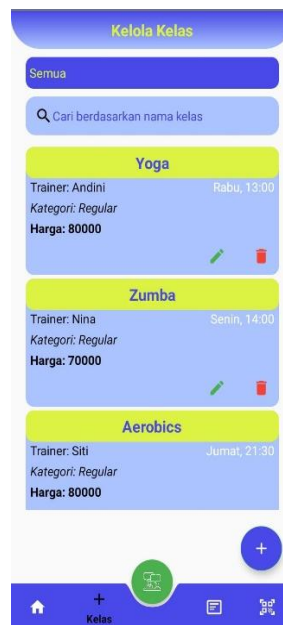 Kelola Kelas
Semua
Cari berdasarkan nama kelas
Yoga
Trainer: Andini Rabu, 13:00
Kategori: Regular
Harga: 80000
Zumba
Trainer: Nina Senin, 14:00
Kategori: Regular
Harga: 70000
Aerobics
Trainer: Siti Jumat, 21:30
Kategori: Regular
Harga: 80000
+
+
Kelas